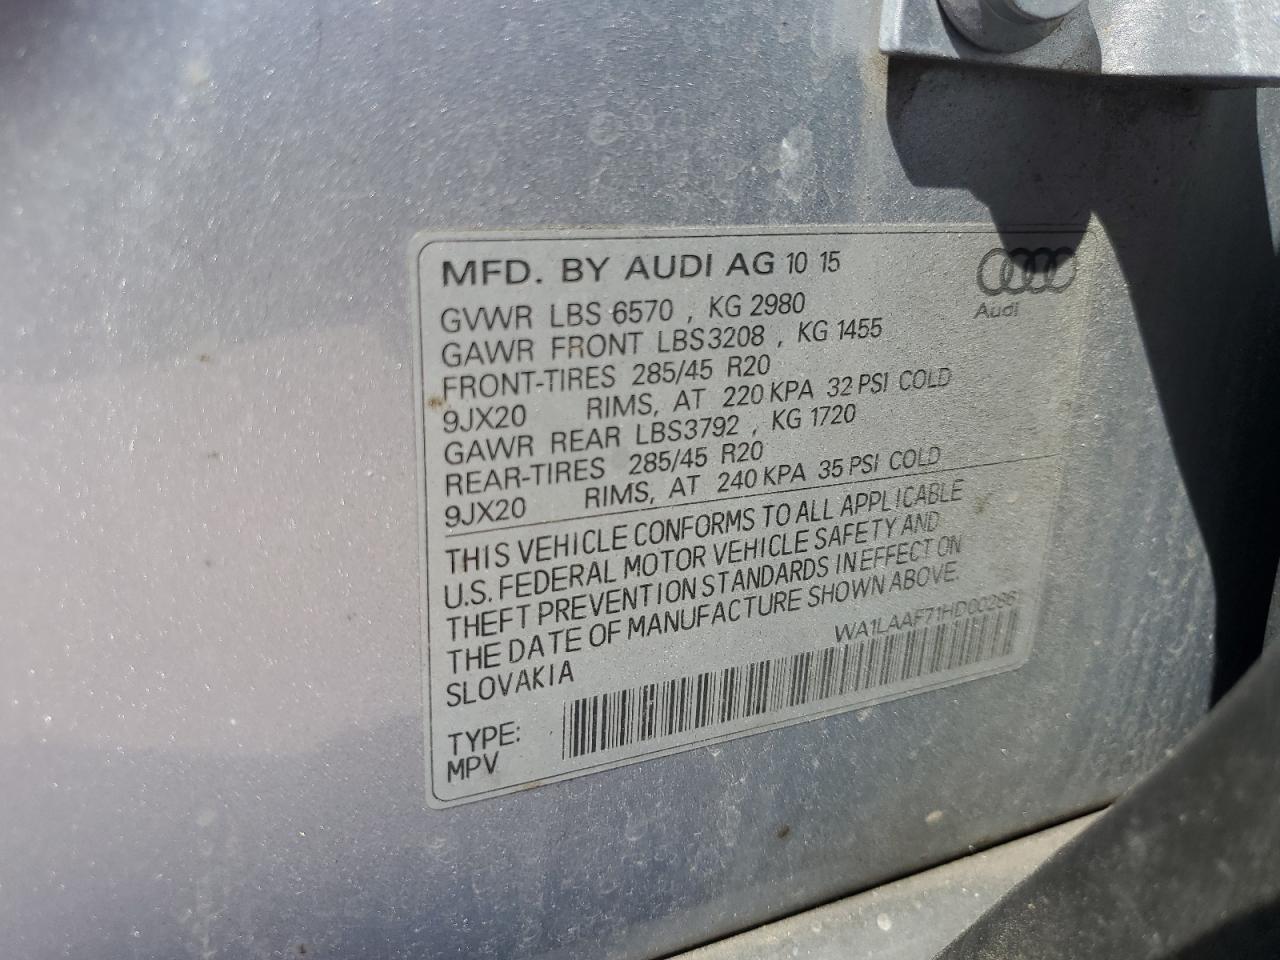 MFD. BY AUDI AG 10 15
Audi
GVWR LBS 6570 , KG 2980
GAWR FRONT LBS3208 , KG 1455
FRONT-TIRES 285/45 R20
9JX20 RIMS, AT 220 KPA 32 PSI COLD
GAWR REAR LBS3792 , KG 1720
REAR-TIRES 285/45 R20
9JX20 RIMS, AT 240 KPA 35 PSI COLD
THIS VEHICLE CONFORMS TO ALL APPLICABLE
U.S. FEDERAL MOTOR VEHICLE SAFETY AND
THEFT PREVENTION STANDARDS IN EFFECT ON
THE DATE OF MANUFACTURE SHOWN ABOVE.
SLOVAKIA
WA1LAAF71HD002961
TYPE:
MPV